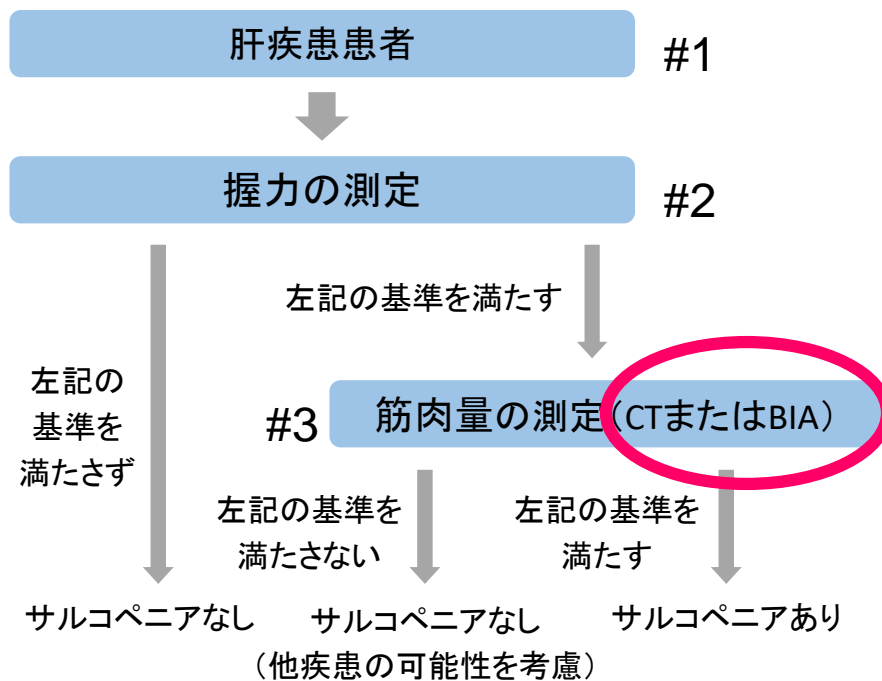 肝疾患患者
#1
握力の測定
#2
左記の基準を満たす
左記の
基準を
満たさず
#3
筋肉量の測定（CTまたはBIA）
左記の基準を
満たさない
左記の基準を
満たす
サルコペニアなし
サルコペニアなし
（他疾患の可能性を考慮）
サルコペニアあり